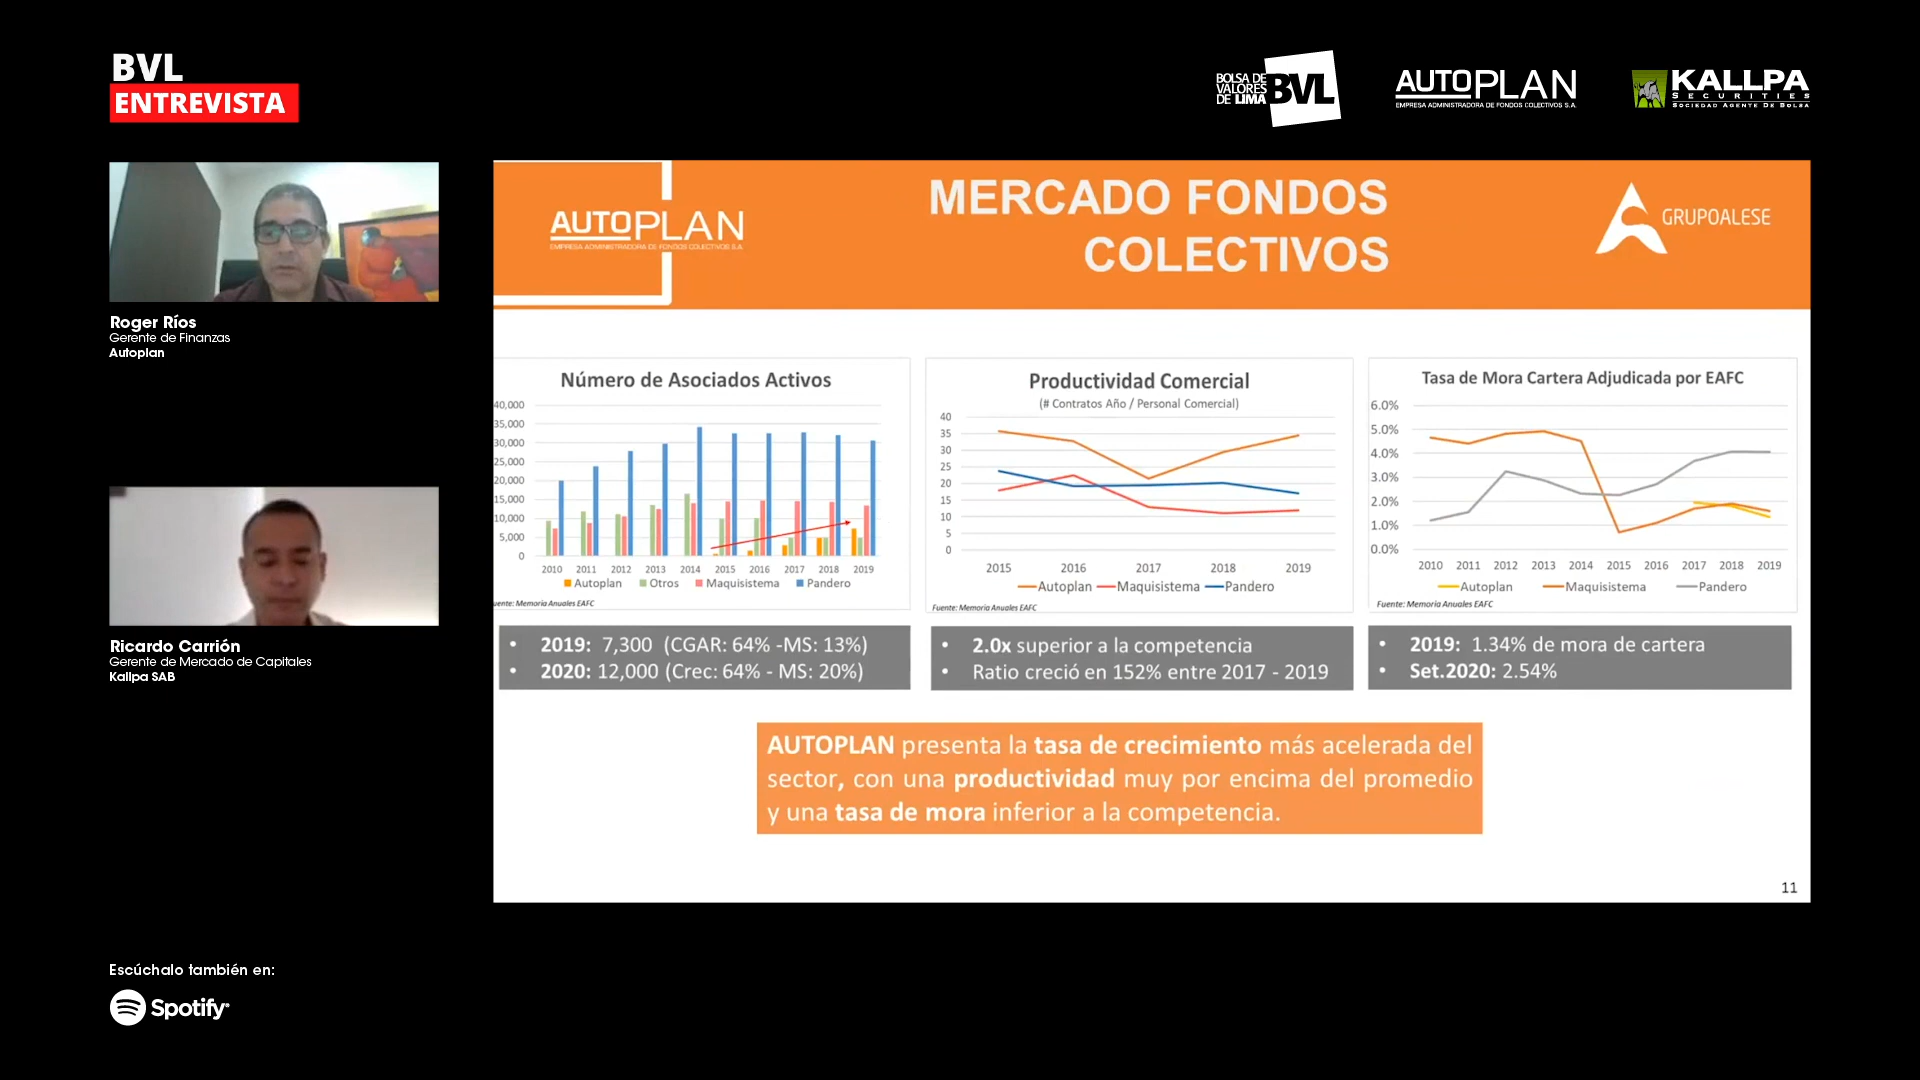 BVL
ENTREVISTA
BOLSA DE
VALORES
DE LIMA
BVL
AUTOPLAN
EMPRESA ADMINISTRADORA DE FONDOS COLECTIVOS S.A.
KALLPA
SECURITIES
SOCIEDAD AGENTE DE BOLSA
Roger Ríos
Gerente de Finanzas
Autoplan
Ricardo Carrión
Gerente de Mercado de Capitales
Kallpa SAB
AUTOPLAN
EMPRESA ADMINISTRADORA DE FONDOS COLECTIVOS S.A.
MERCADO FONDOS
COLECTIVOS
GRUPOALESE
Número de Asociados Activos
40,000
35,000
30,000
25,000
20,000
15,000
10,000
5,000
0
2010 2011 2012 2013 2014 2015 2016 2017 2018 2019
Autoplan Otros Maquisistema Pandero
uente: Memoria Anuales EAFC
Productividad Comercial
(# Contratos Año / Personal Comercial)
40
35
30
25
20
15
10
5
0
2015 2016 2017 2018 2019
Autoplan Maquisistema Pandero
Fuente: Memoria Anuales EAFC
Tasa de Mora Cartera Adjudicada por EAFC
6.0%
5.0%
4.0%
3.0%
2.0%
1.0%
0.0%
2010 2011 2012 2013 2014 2015 2016 2017 2018 2019
Autoplan Maquisistema Pandero
Fuente: Memoria Anuales EAFC
• 2019: 7,300 (CGAR: 64% -MS: 13%)
• 2020: 12,000 (Crec: 64% - MS: 20%)
• 2.0x superior a la competencia
• Ratio creció en 152% entre 2017 - 2019
• 2019: 1.34% de mora de cartera
• Set.2020: 2.54%
AUTOPLAN presenta la tasa de crecimiento más acelerada del
sector, con una productividad muy por encima del promedio
y una tasa de mora inferior a la competencia.
11
Escúchalo también en:
Spotify